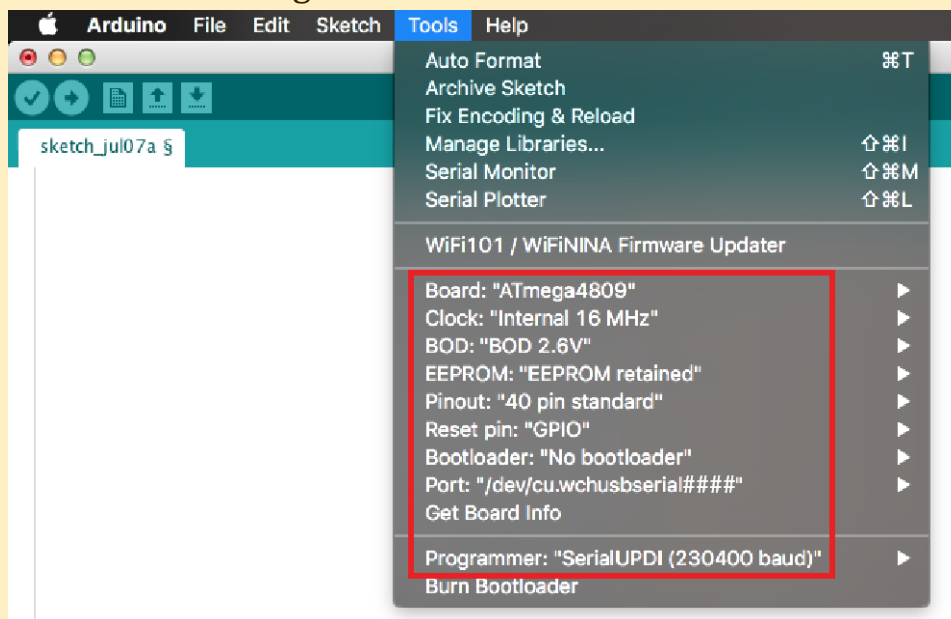 Arduino File Edit Sketch Tools Help
Auto Format ⌘T
Archive Sketch
Fix Encoding & Reload
Manage Libraries... ⇧⌘I
Serial Monitor ⇧⌘M
Serial Plotter ⇧⌘L
sketch_jul07a §
WiFi101 / WiFiNINA Firmware Updater
Board: "ATmega4809"
Clock: "Internal 16 MHz"
BOD: "BOD 2.6V"
EEPROM: "EEPROM retained"
Pinout: "40 pin standard"
Reset pin: "GPIO"
Bootloader: "No bootloader"
Port: "/dev/cu.wchusbserial####"
Get Board Info
Programmer: "SerialUPDI (230400 baud)"
Burn Bootloader